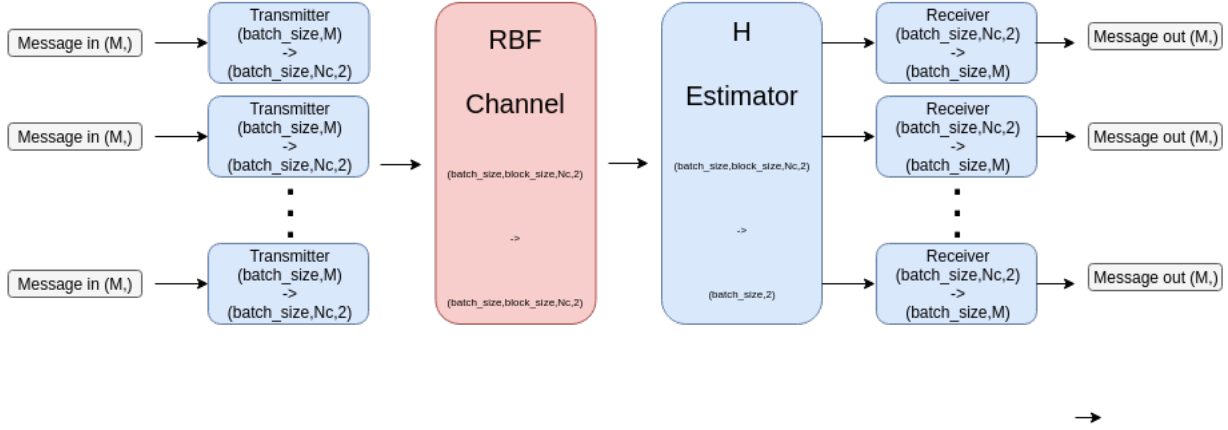 Message in (M,)
Transmitter
(batch_size,M)
->
(batch_size,Nc,2)
Message in (M,)
Transmitter
(batch_size,M)
->
(batch_size,Nc,2)
Message in (M,)
Transmitter
(batch_size,M)
->
(batch_size,Nc,2)
RBF
Channel
(batch_size,block_size,Nc,2)
->
(batch_size,block_size,Nc,2)
H
Estimator
(batch_size,block_size,Nc,2)
->
(batch_size,2)
Receiver
(batch_size,Nc,2)
->
(batch_size,M)
Message out (M,)
Receiver
(batch_size,Nc,2)
->
(batch_size,M)
Message out (M,)
Receiver
(batch_size,Nc,2)
->
(batch_size,M)
Message out (M,)